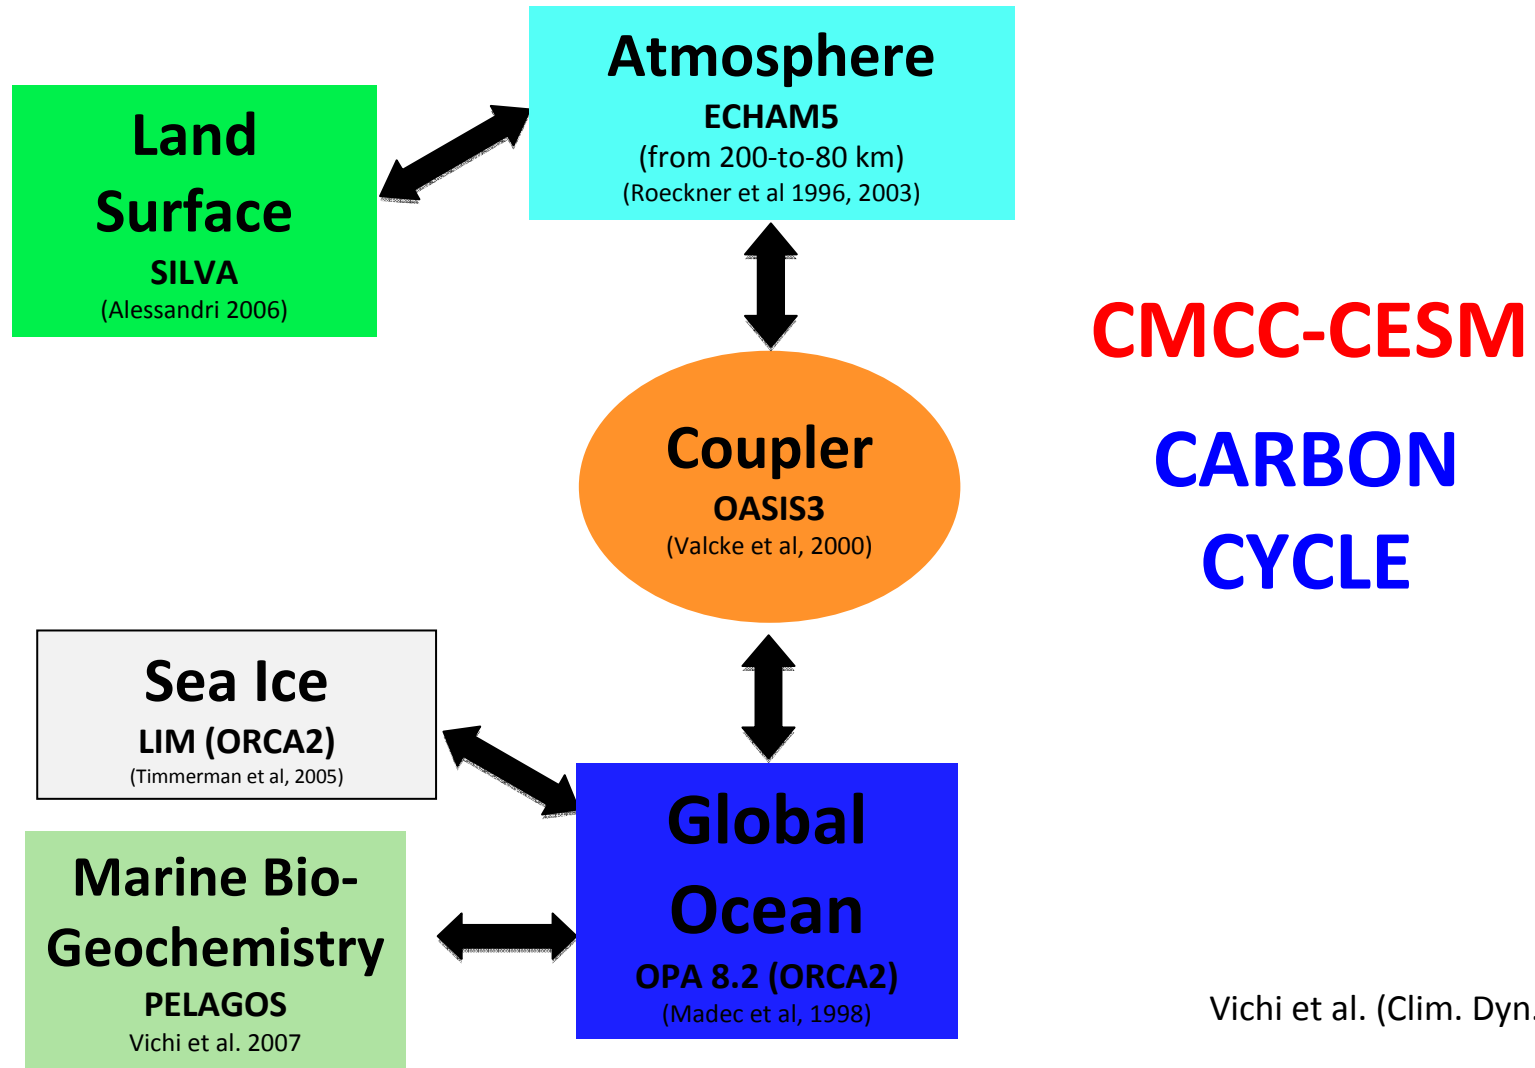 Atmosphere
ECHAM5
(from 200-to-80 km)
(Roeckner et al 1996, 2003)
Land
Surface
SILVA
(Alessandri 2006)
CMCC-CESM
CARBON
CYCLE
Coupler
OASIS3
(Valcke et al, 2000)
Sea Ice
LIM (ORCA2)
(Timmerman et al, 2005)
Global
Ocean
OPA 8.2 (ORCA2)
(Madec et al, 1998)
Marine Bio-
Geochemistry
PELAGOS
Vichi et al. 2007
Vichi et al. (Clim. Dyn.